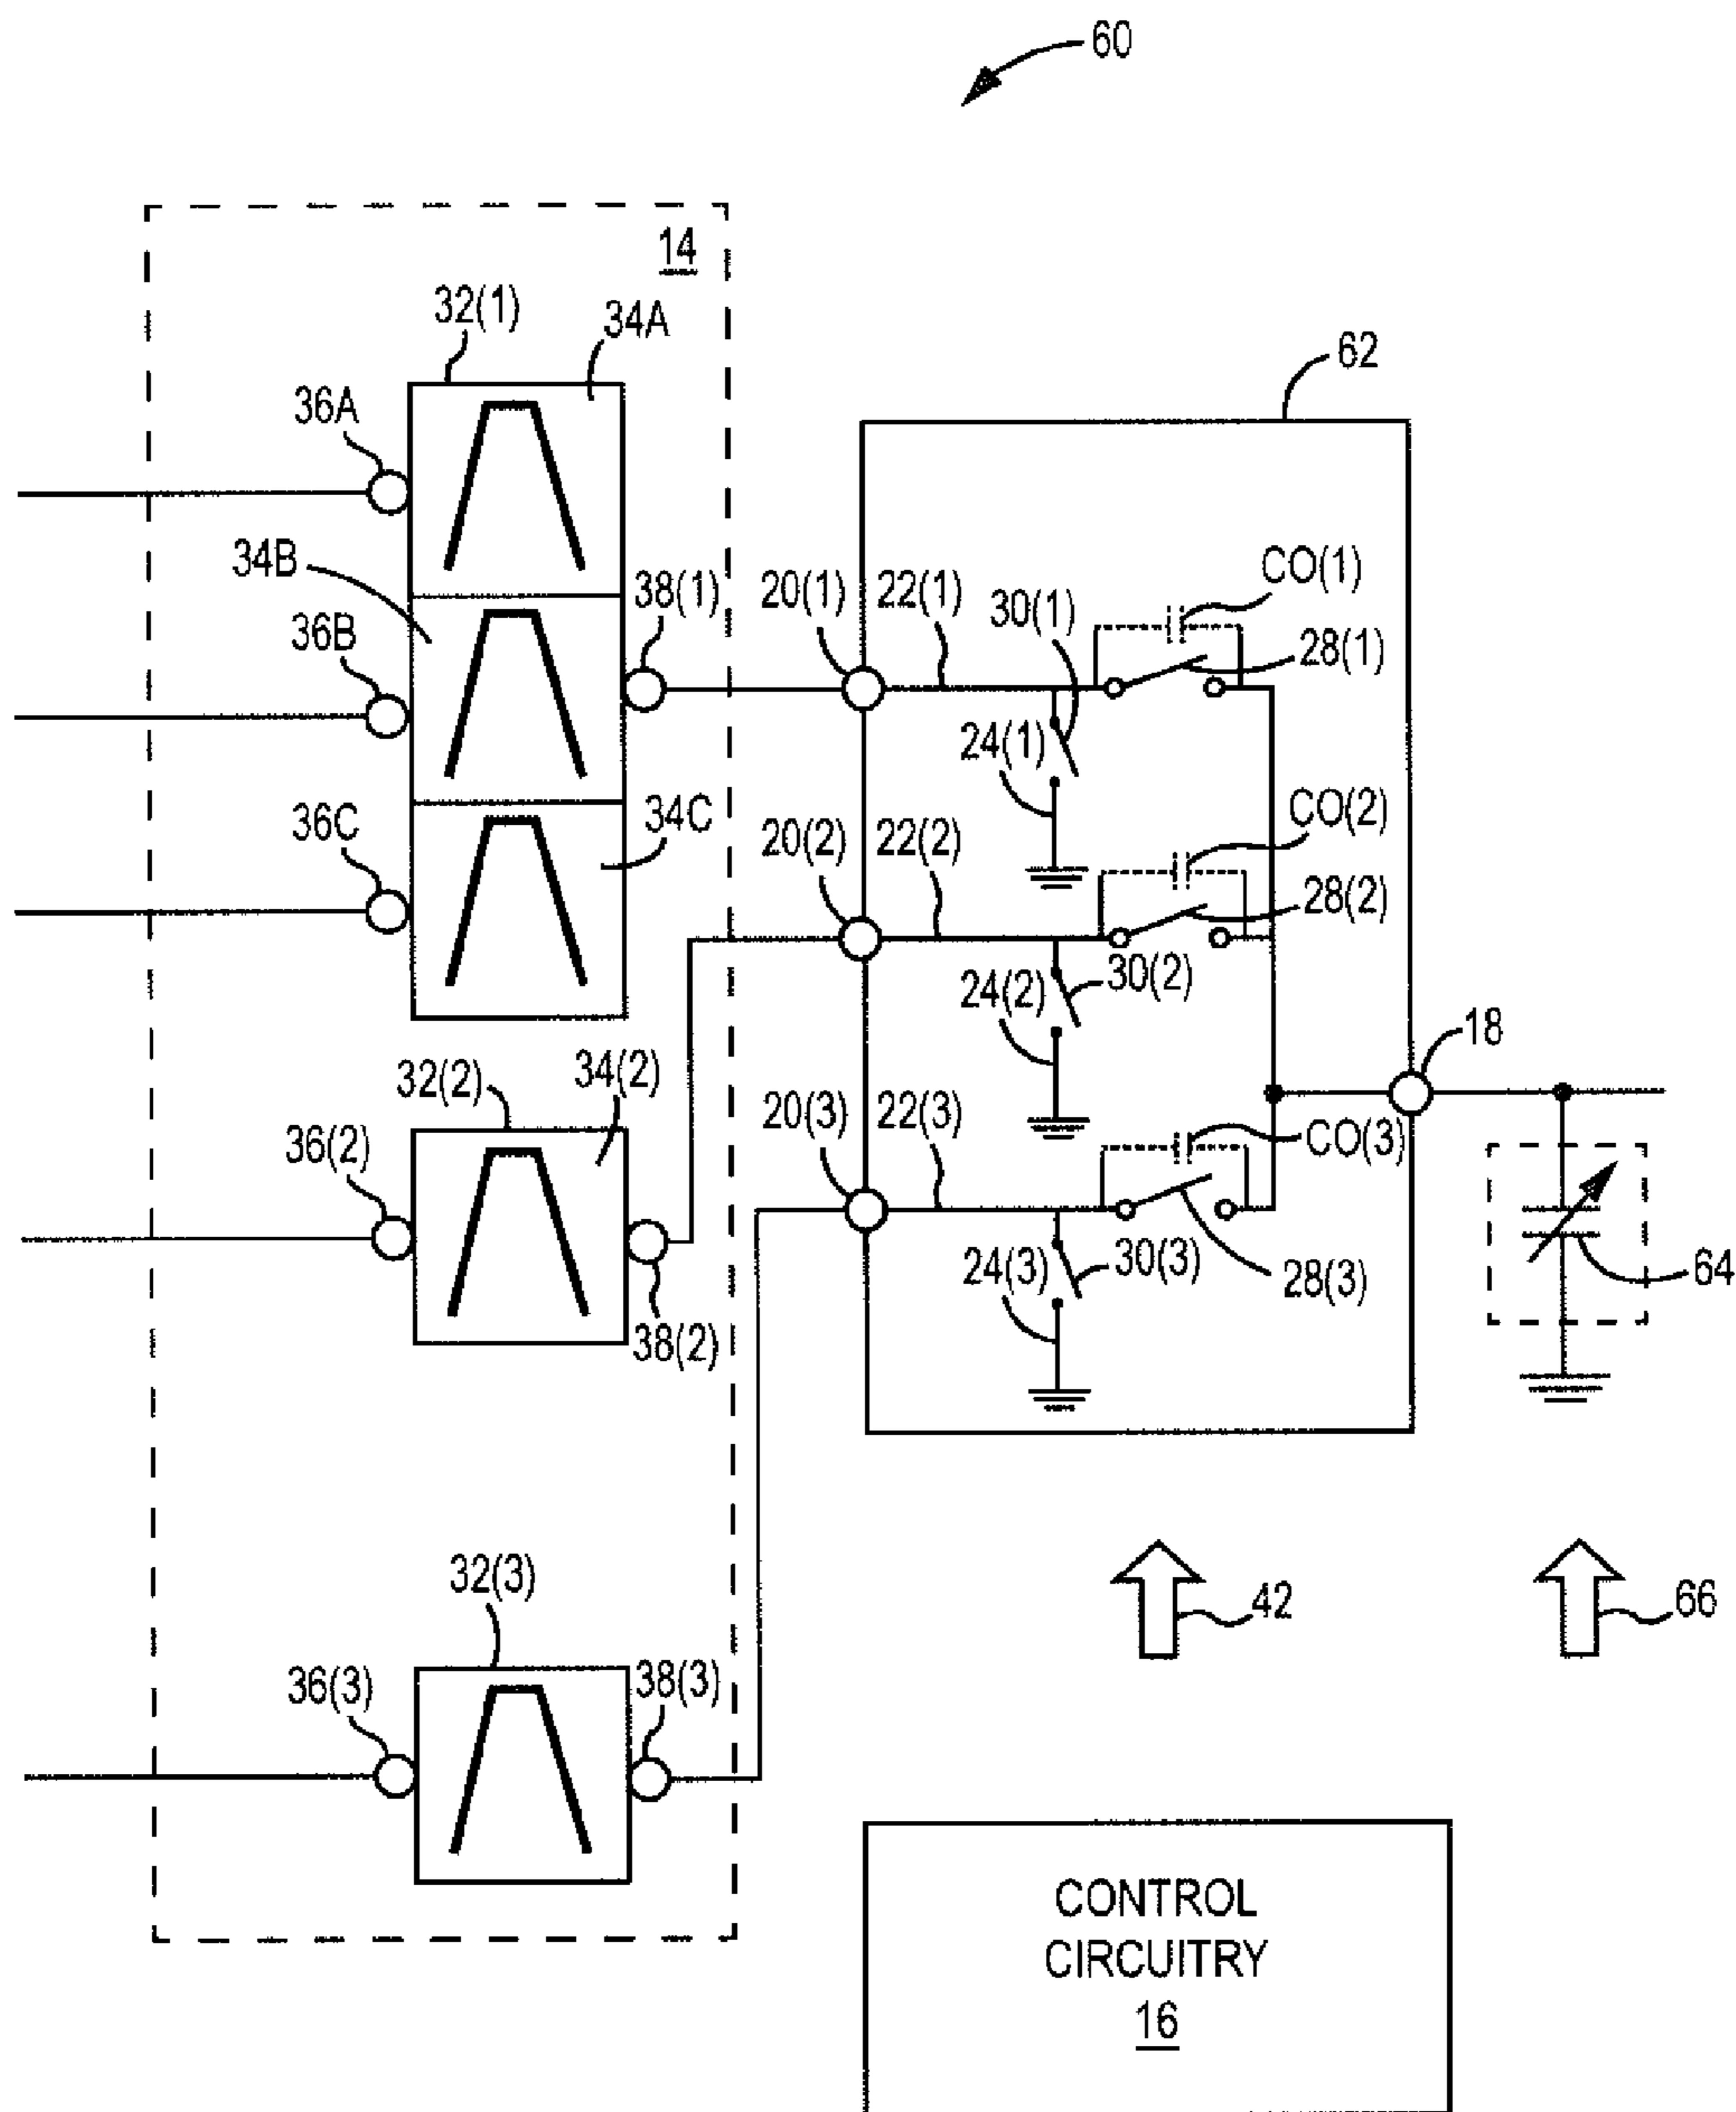 60
14
32(1)
34A
62
36A
34B
38(1)
20(1)
22(1)
30(1)
CO(1)
28(1)
36B
24(1)
36C
34C
20(2)
22(2)
CO(2)
28(2)
24(2)
30(2)
18
32(2)
34(2)
20(3)
22(3)
CO(3)
36(2)
38(2)
24(3)
30(3)
28(3)
64
32(3)
42
66
36(3)
38(3)
CONTROL
CIRCUITRY
16